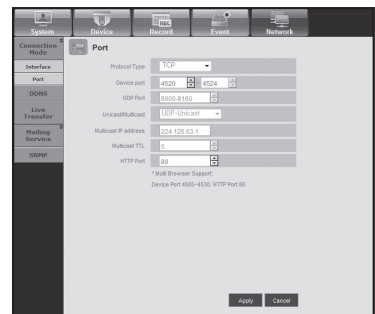 System Device Record Event Network
REC
Connection Mode
Interface
Port
DDNS
Live Transfer
Mailing Service
SNMP
Port
Protocol Type TCP
Device port 4520 ~ 4524
UDP Port 8000-8160
Unicast/Multicast UDP-Unicast
Multicast IP address 224.126.63.1
Multicast TTL 5
HTTP Port 80
* Multi Browser Support:
Device Port 4505~4530, HTTP Port 80
Apply Cancel